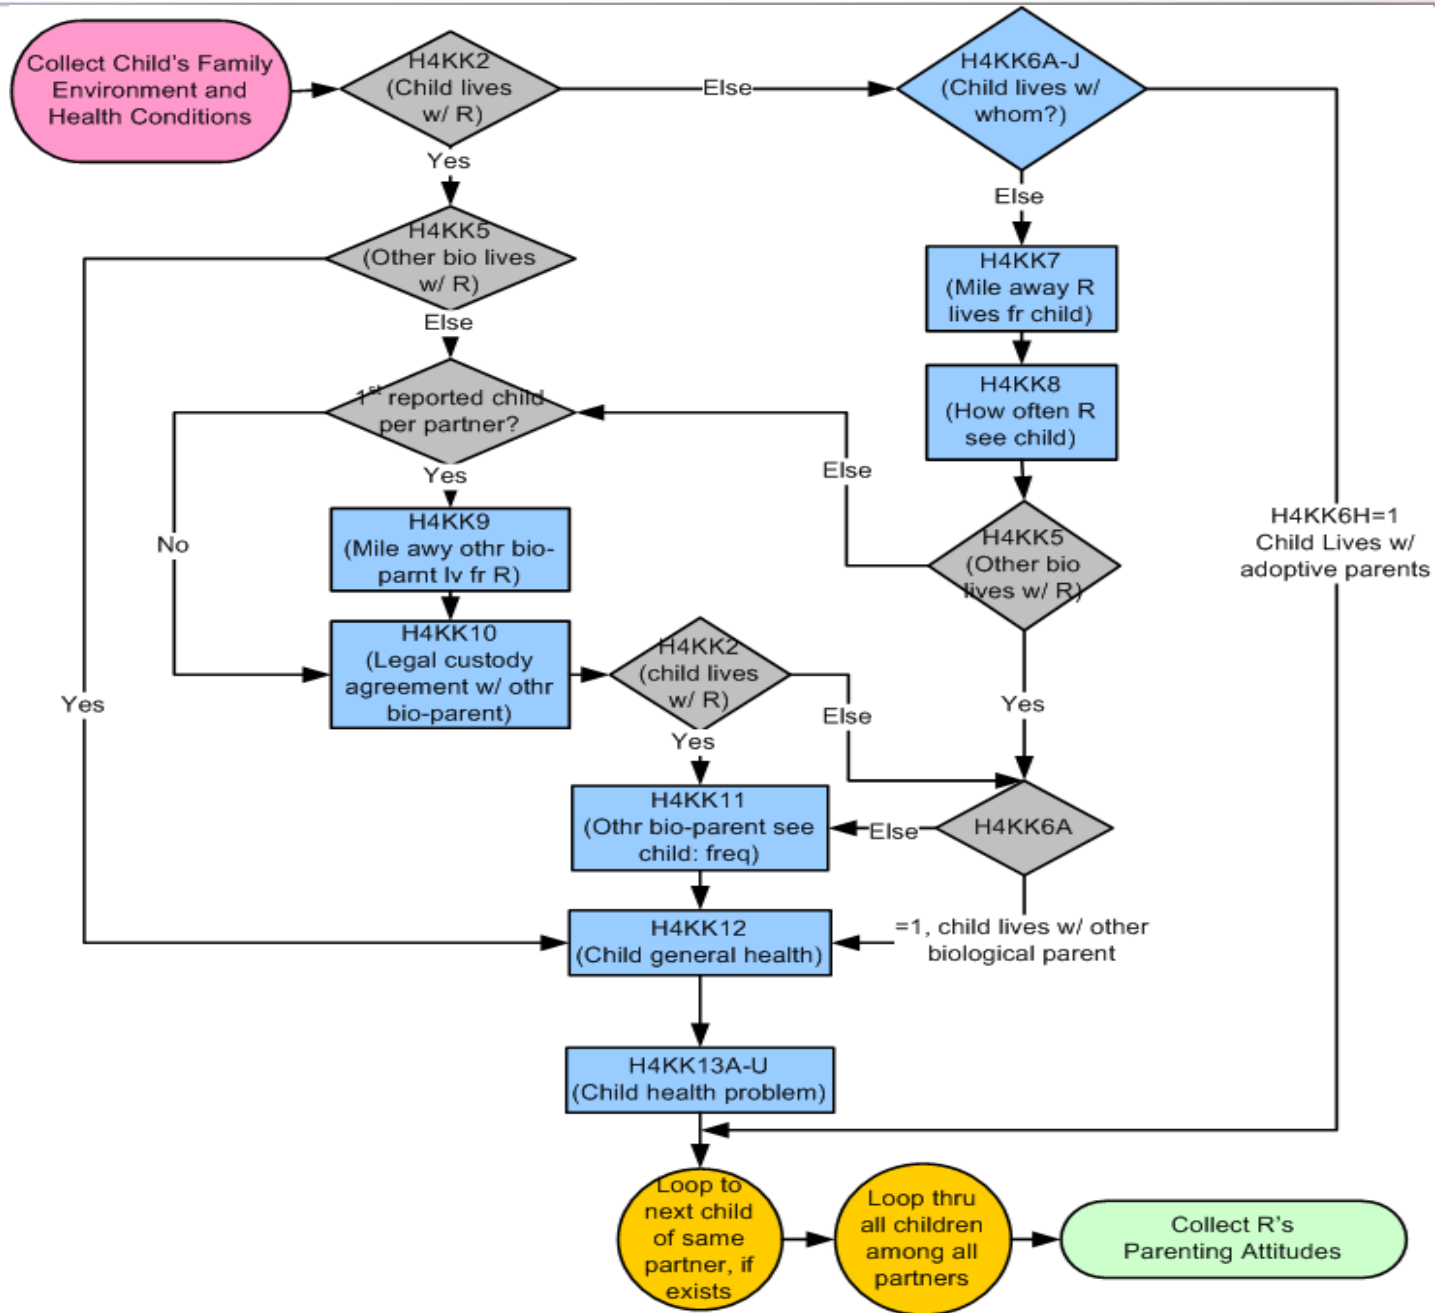 Collect Child's Family
Environment and
Health Conditions
H4KK2
(Child lives
w/ R)
Else
H4KK6A-J
(Child lives w/
whom?)
Yes
Else
H4KK5
(Other bio lives
w/ R)
H4KK7
(Mile away R
lives fr child)
Else
1st reported child
per partner?
H4KK8
(How often R
see child)
Else
Yes
H4KK9
(Mile awy othr bio-
parnt lv fr R)
No
H4KK5
(Other bio
lives w/ R)
H4KK6H=1
Child Lives w/
adoptive parents
H4KK10
(Legal custody
agreement w/ othr
bio-parent)
H4KK2
(child lives
w/ R)
Yes
Else
Yes
Yes
H4KK11
(Othr bio-parent see
child: freq)
Else
H4KK6A
H4KK12
(Child general health)
=1, child lives w/ other
biological parent
H4KK13A-U
(Child health problem)
Loop to
next child
of same
partner, if
exists
Loop thru
all children
among all
partners
Collect R's
Parenting Attitudes